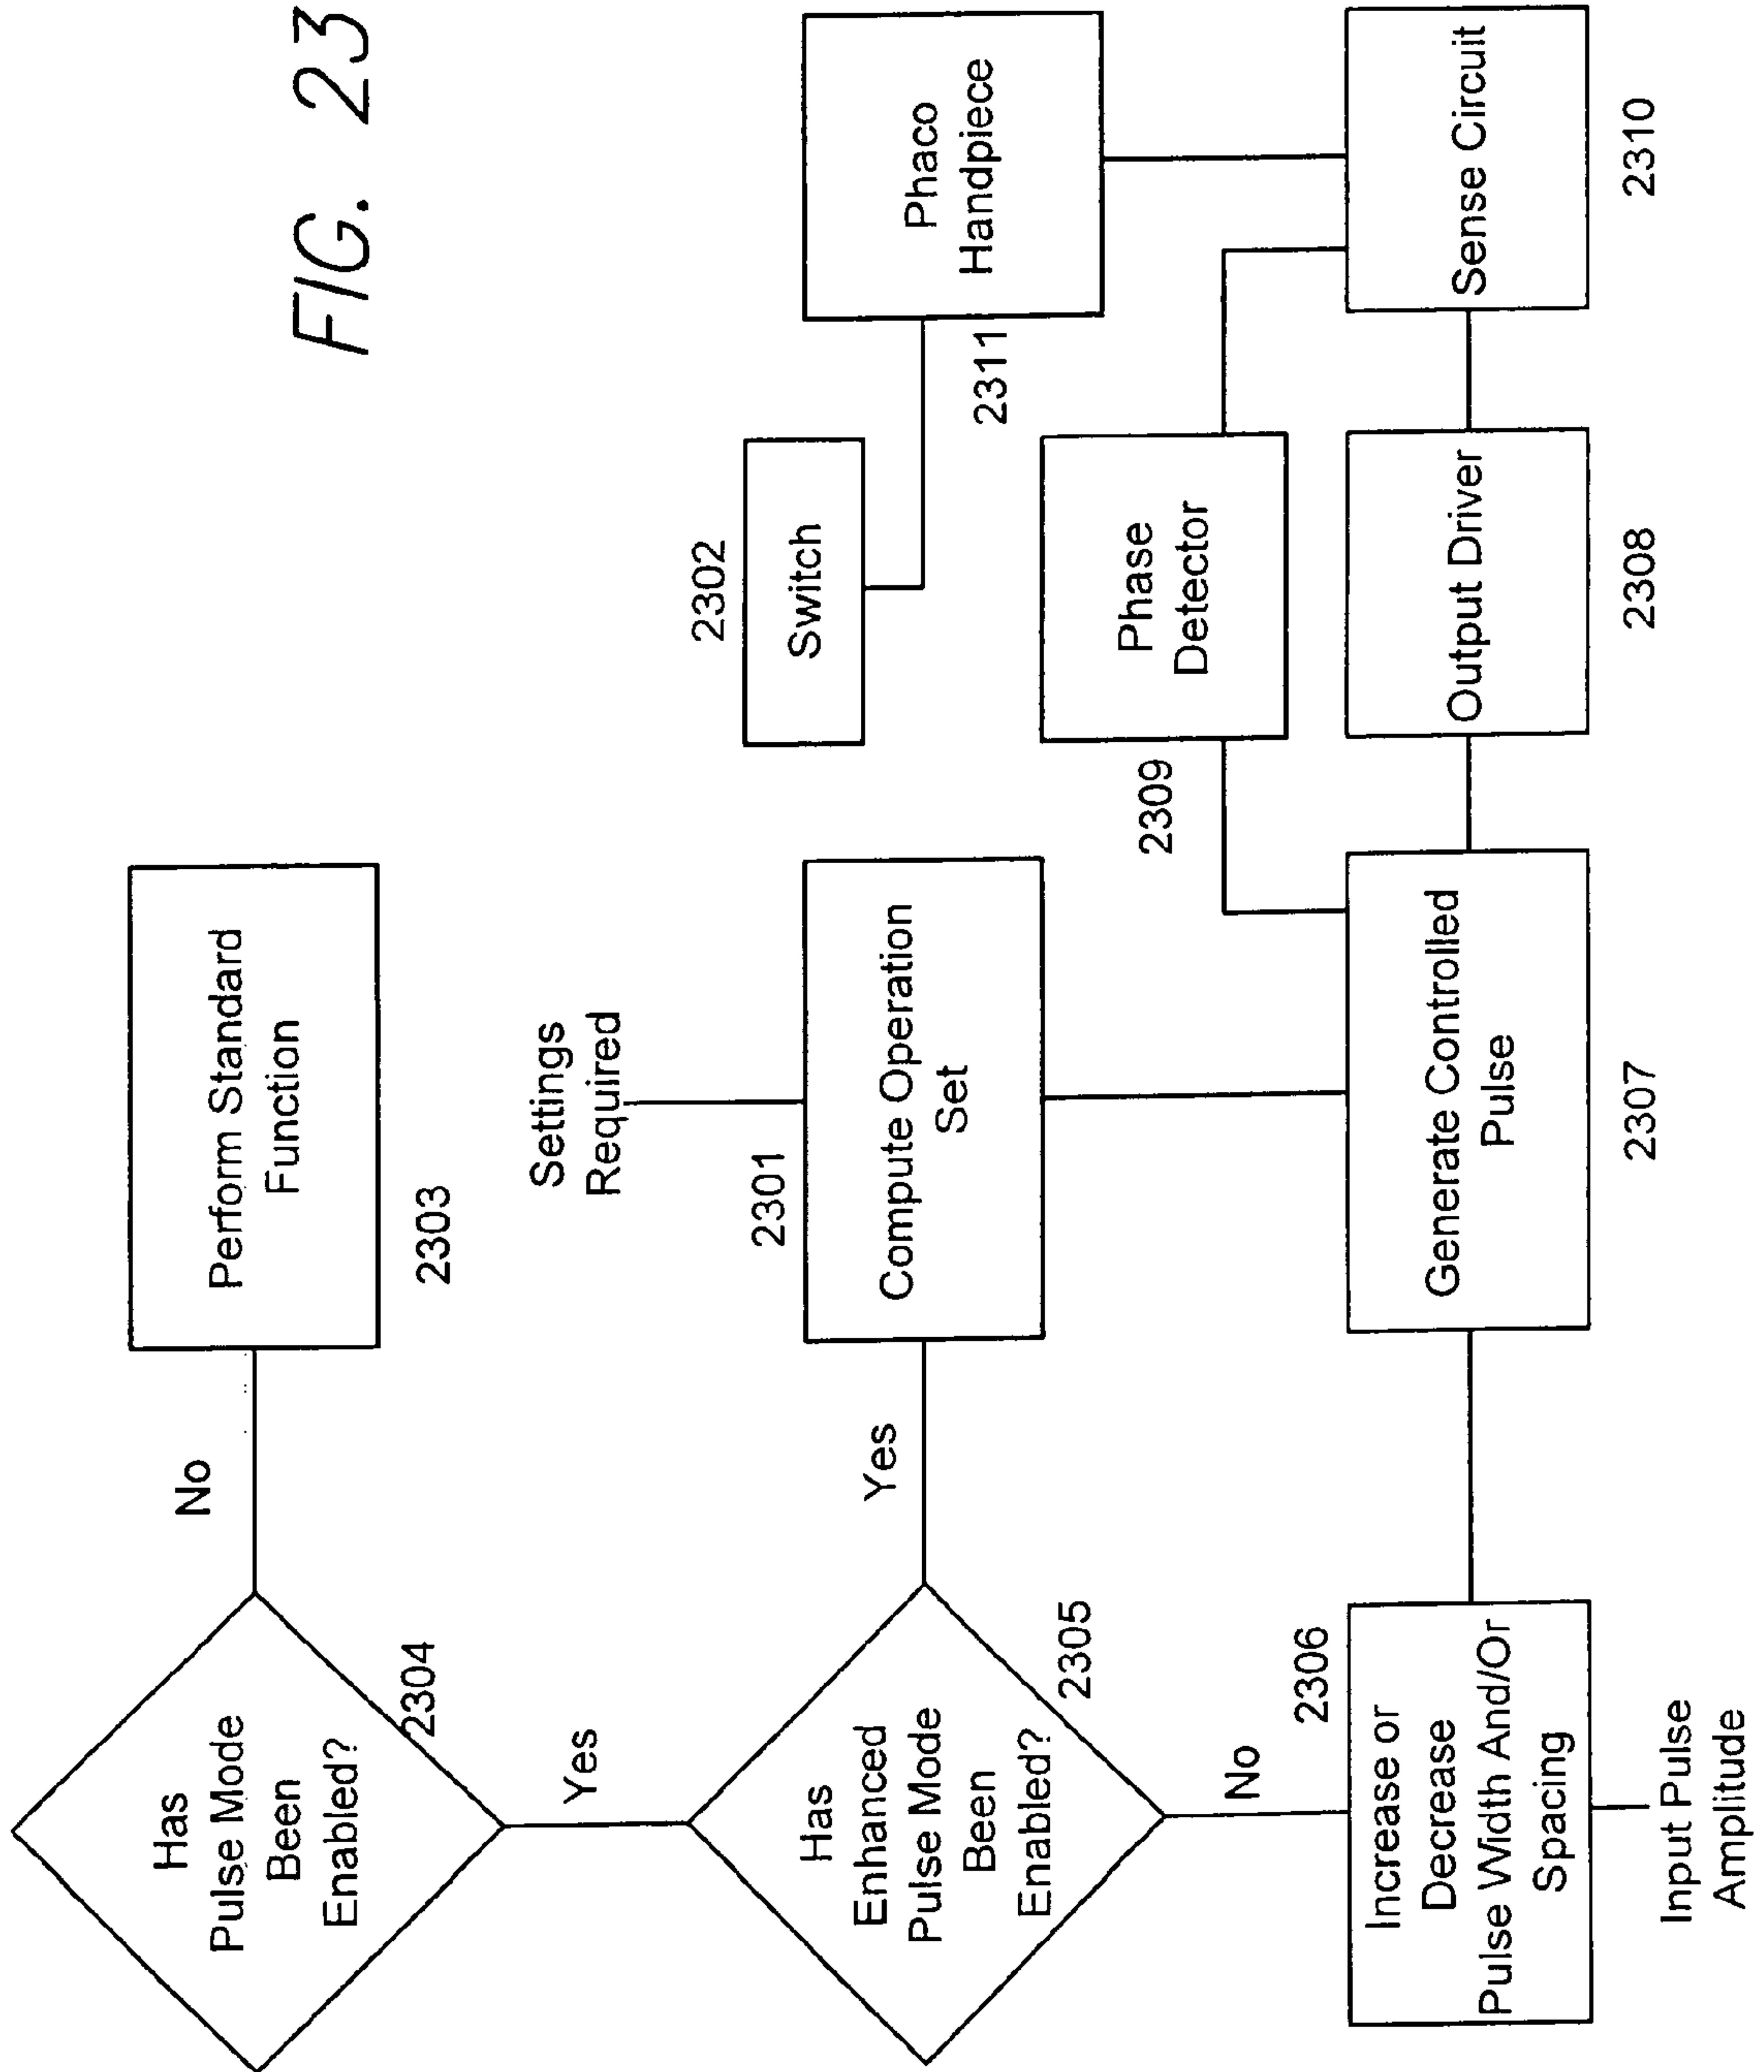 FIG. 23
Has
Pulse Mode
Been
Enabled?
2304
No
Perform Standard
Function
2303
Yes
Has
Enhanced
Pulse Mode
Been
Enabled?
2305
Yes
Settings
Required
2301
Compute Operation
Set
2302
Switch
Phaco
Handpiece
2311
No
2306
Increase or
Decrease
Pulse Width And/Or
Spacing
Input Pulse
Amplitude
Generate Controlled
Pulse
2307
2309
Phase
Detector
Output Driver
2308
Sense Circuit
2310